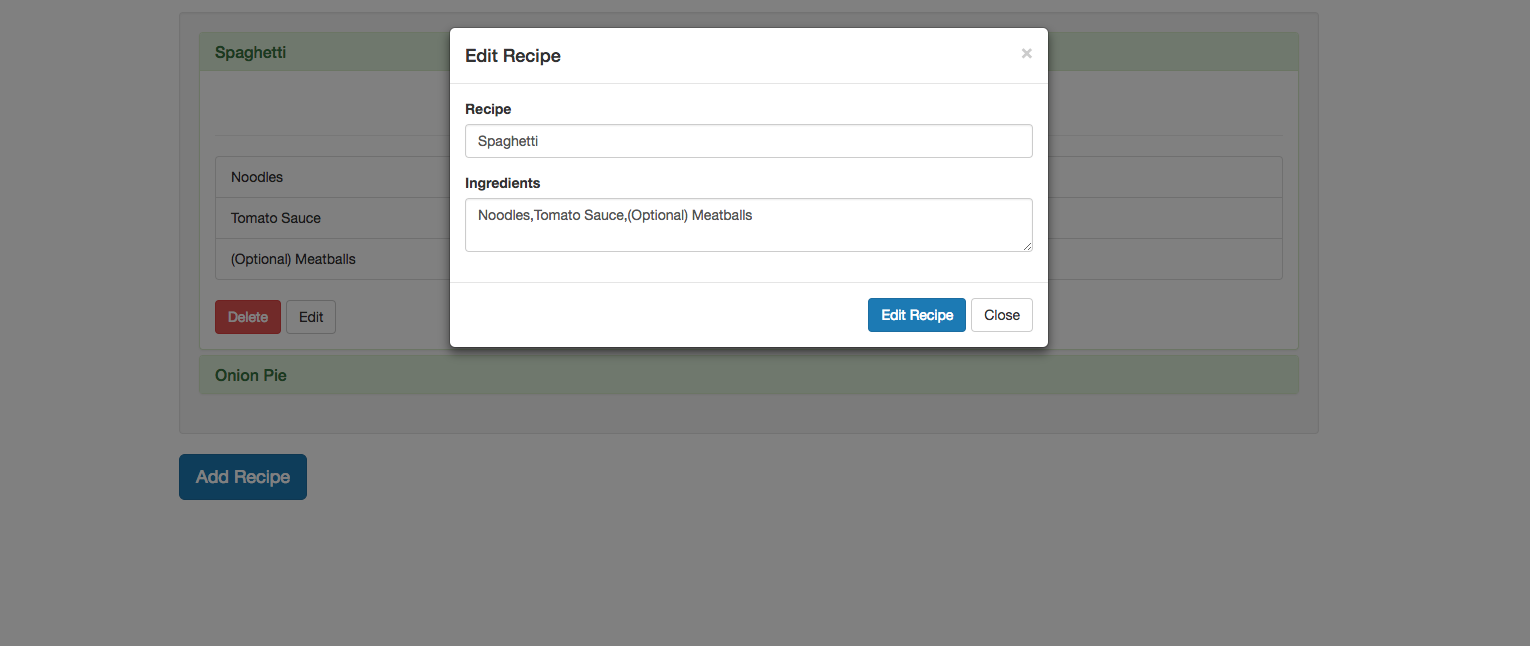 Spaghetti
Noodles
Tomato Sauce
(Optional) Meatballs
Delete Edit
Onion Pie
Add Recipe
Edit Recipe ×
Recipe
Spaghetti
Ingredients
Noodles,Tomato Sauce,(Optional) Meatballs
Edit Recipe Close